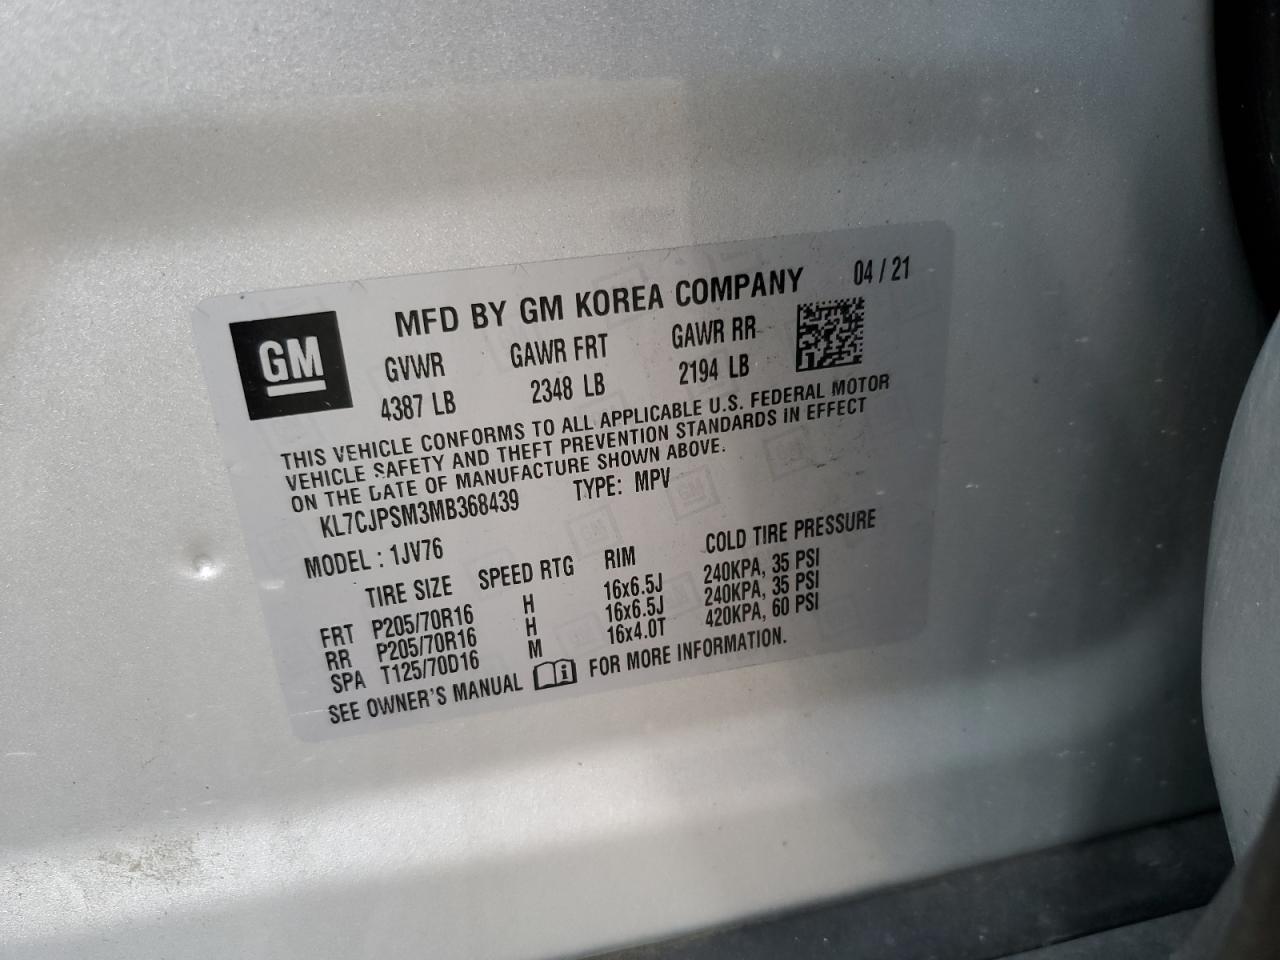 MFD BY GM KOREA COMPANY 04 / 21
GM
GVWR GAWR FRT GAWR RR
4387 LB 2348 LB 2194 LB
THIS VEHICLE CONFORMS TO ALL APPLICABLE U.S. FEDERAL MOTOR
VEHICLE SAFETY AND THEFT PREVENTION STANDARDS IN EFFECT
ON THE DATE OF MANUFACTURE SHOWN ABOVE.
KL7CJPSM3MB368439 TYPE: MPV
MODEL : 1JV76
TIRE SIZE SPEED RTG RIM COLD TIRE PRESSURE
FRT P205/70R16 H 16x6.5J 240KPA, 35 PSI
RR P205/70R16 H 16x6.5J 240KPA, 35 PSI
SPA T125/70D16 M 16x4.0T 420KPA, 60 PSI
SEE OWNER'S MANUAL FOR MORE INFORMATION.